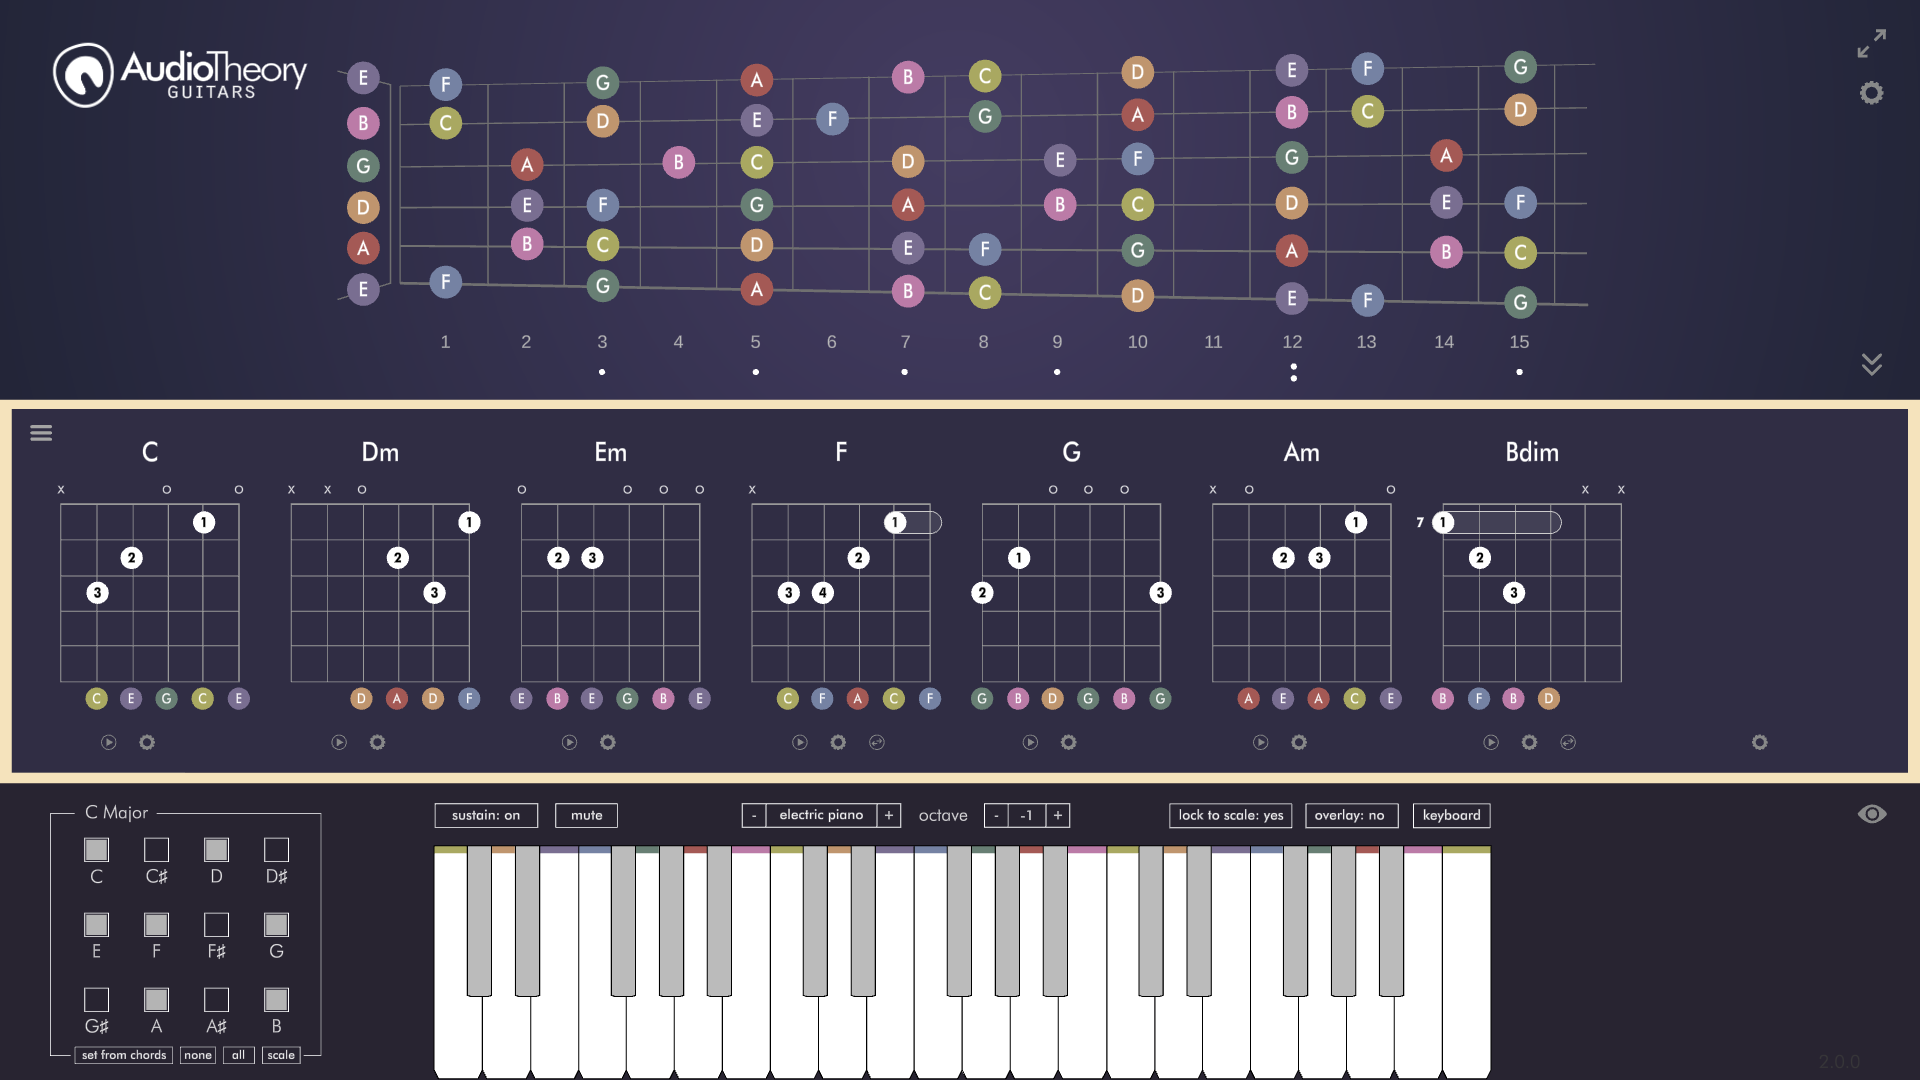 AudioTheory
GUITARS
E F G A B C D E F G
B C D E F G A B C D
G A B C D E F G A
D E F G A B C D E F
A B C D E F G A B C
E F G A B C D E F G
1 2 3 4 5 6 7 8 9 10 11 12 13 14 15
C Dm Em F G Am Bdim
x o o x x o o o o o x o o o x o o x x
1 1 1 1 7 1
2 2 2 3 2 1 2 3 2
3 3 3 4 2 3 3
C E G C E D A D F E B E G B E C F A C F G B D G B G A E A C E B F B D
C Major
C C♯ D D♯
E F F♯ G
G♯ A A♯ B
set from chords none all scale
sustain: on mute - electric piano + octave - -1 + lock to scale: yes overlay: no keyboard
2.0.0